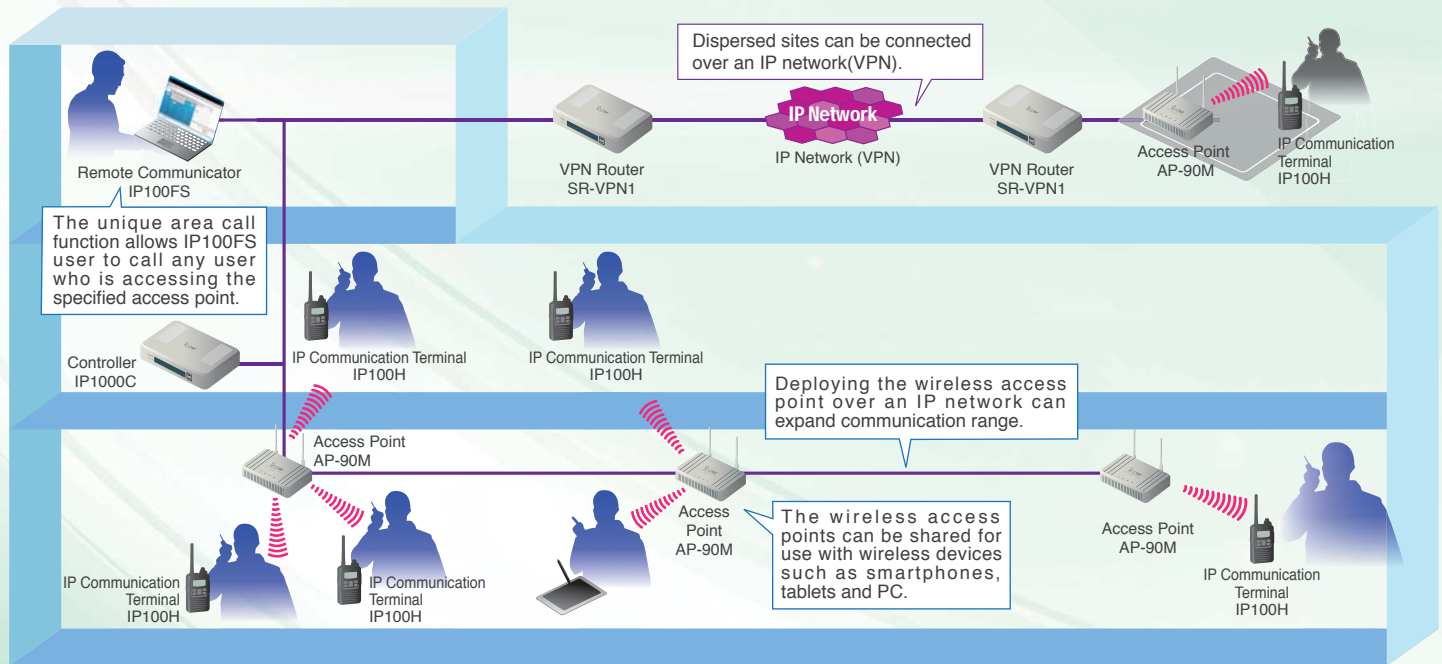 Dispersed sites can be connected
over an IP network(VPN).
IP Network
IP Network (VPN)
VPN Router
SR-VPN1
VPN Router
SR-VPN1
Access Point
AP-90M
IP Communication
Terminal
IP100H
Remote Communicator
IP100FS
The unique area call
function allows IP100FS
user to call any user
who is accessing the
specified access point.
Controller
IP1000C
IP Communication Terminal
IP100H
IP Communication Terminal
IP100H
Deploying the wireless access
point over an IP network can
expand communication range.
Access Point
AP-90M
Access
Point
AP-90M
The wireless access
points can be shared for
use with wireless devices
such as smartphones,
tablets and PC.
Access Point
AP-90M
IP Communication
Terminal
IP100H
IP Communication
Terminal
IP100H
IP Communication
Terminal
IP100H